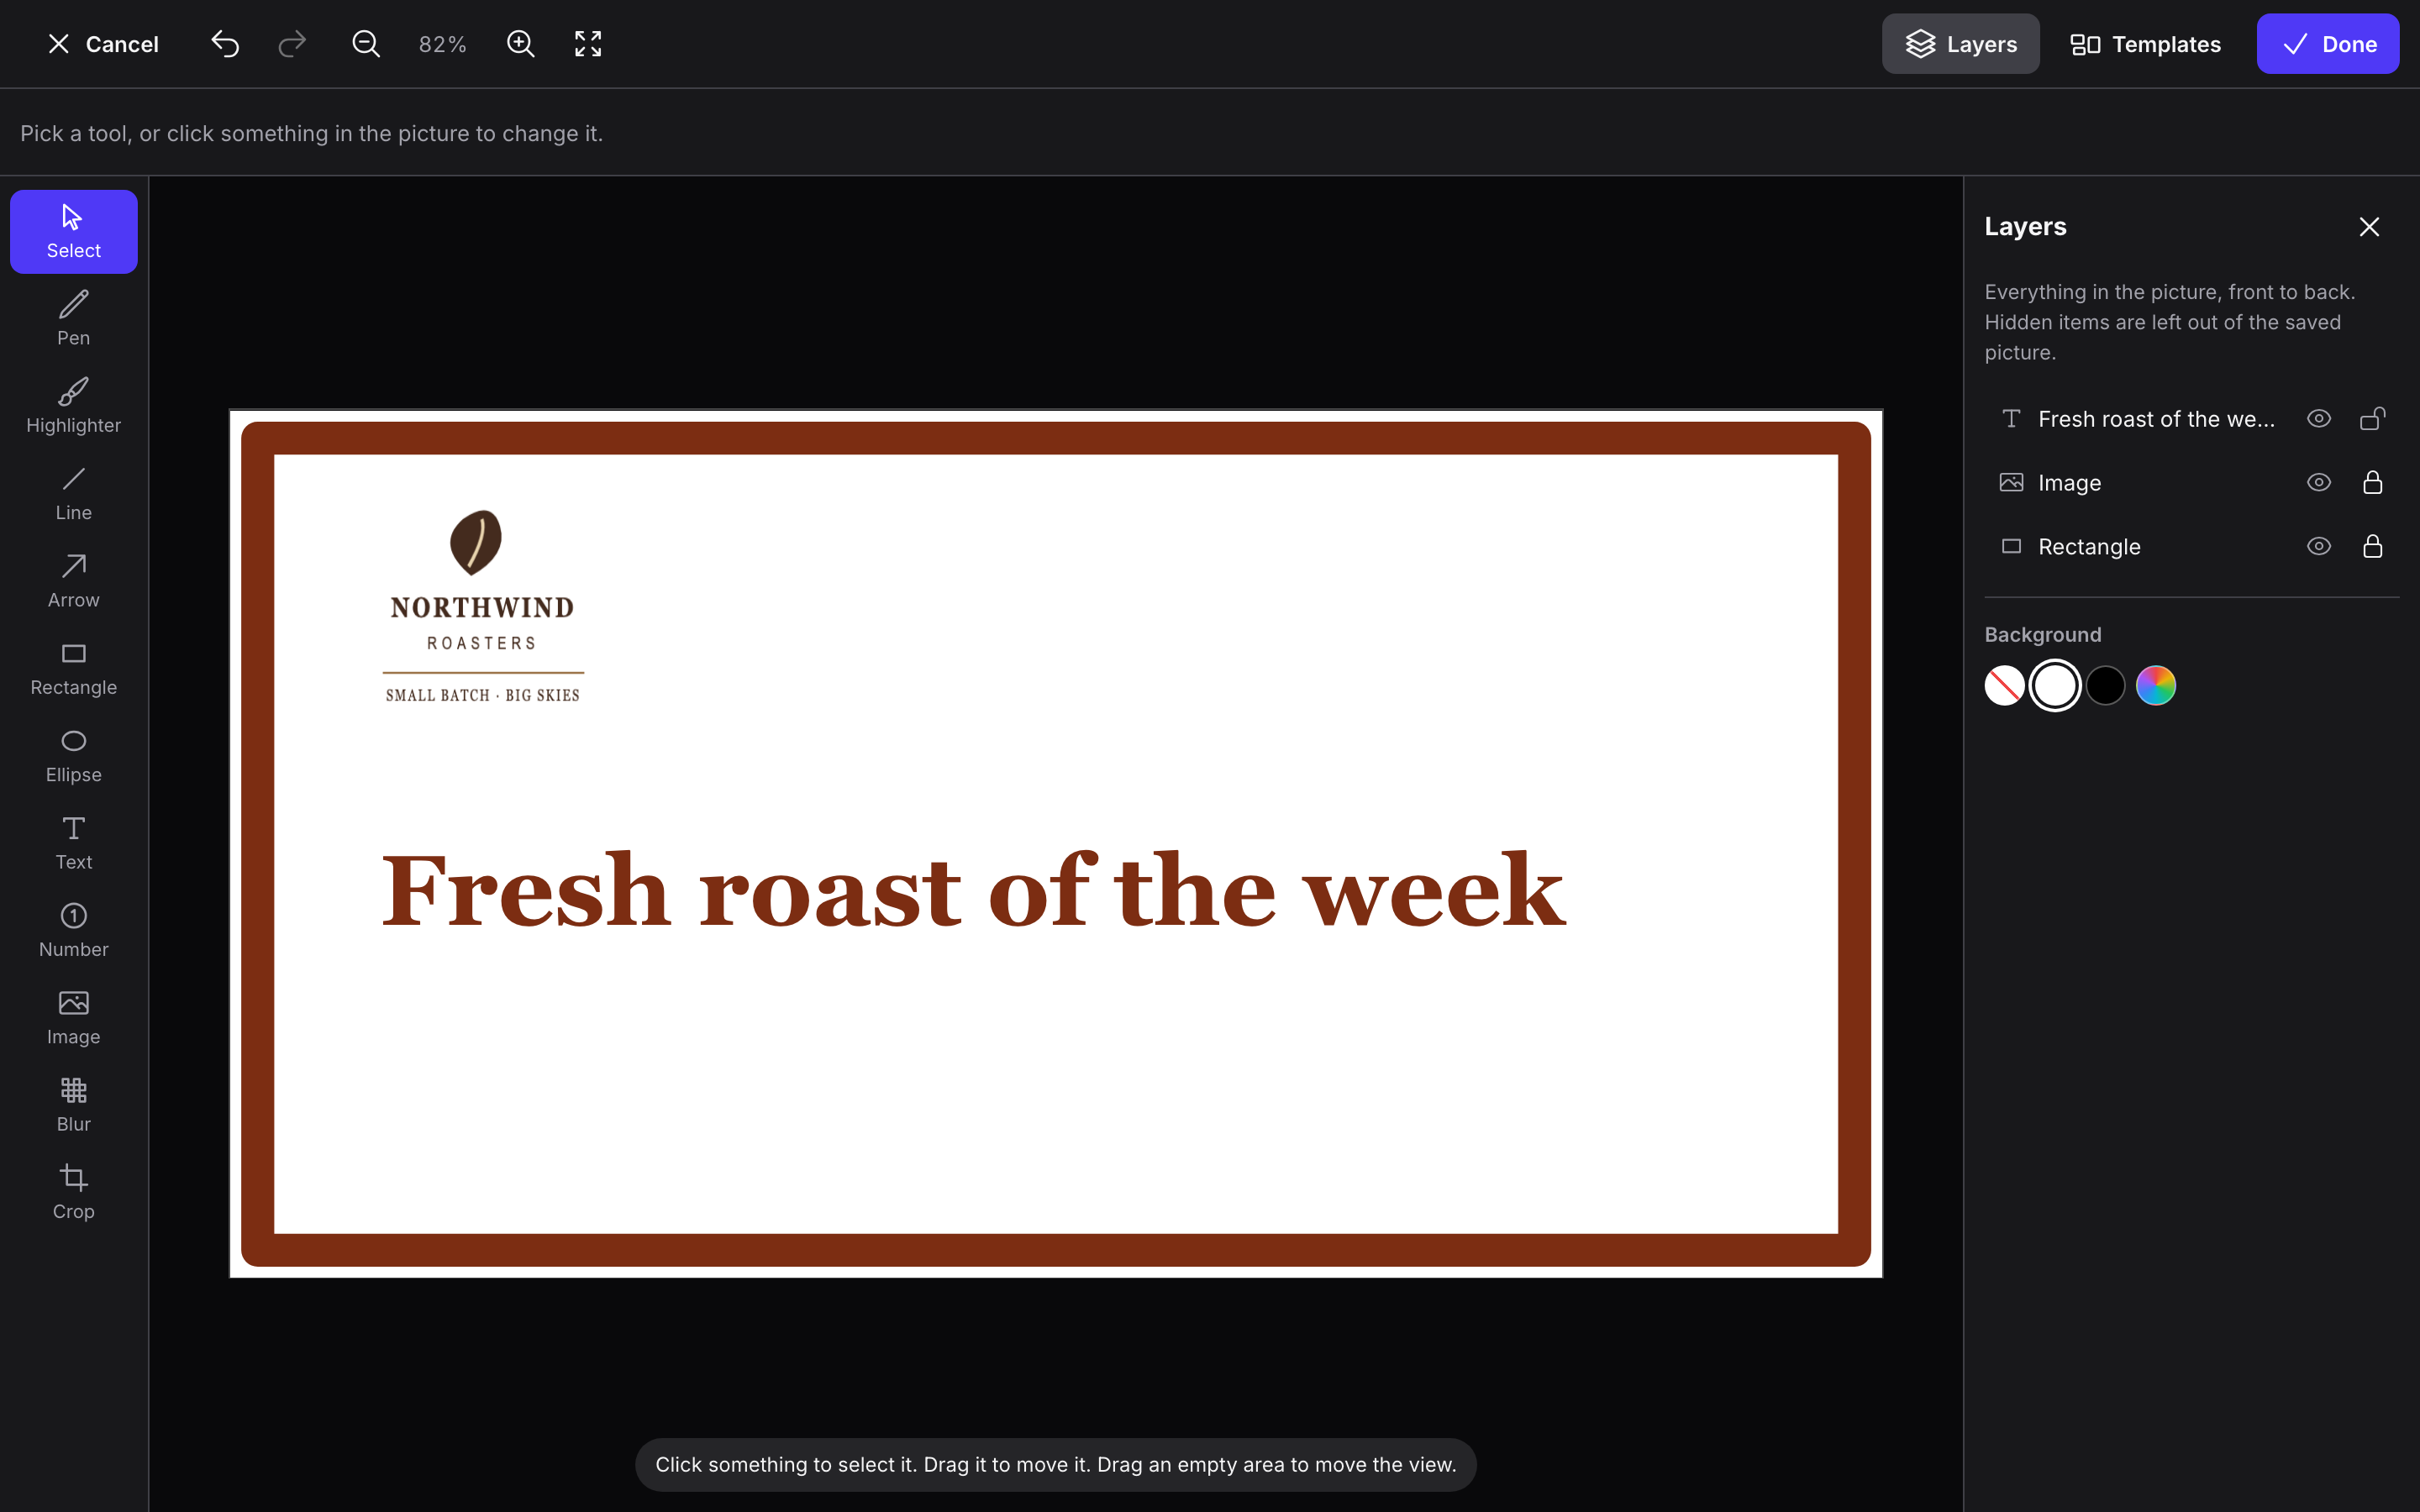 Cancel
82%
Layers
Templates
Done
Pick a tool, or click something in the picture to change it.
Select
Pen
Highlighter
Line
Arrow
Rectangle
Ellipse
Text
1
Number
Image
Blur
Crop
NORTHWIND
ROASTERS
SMALL BATCH · BIG SKIES
Fresh roast of the week
Click something to select it. Drag it to move it. Drag an empty area to move the view.
Layers
Everything in the picture, front to back.
Hidden items are left out of the saved
picture.
Fresh roast of the we...
Image
Rectangle
Background